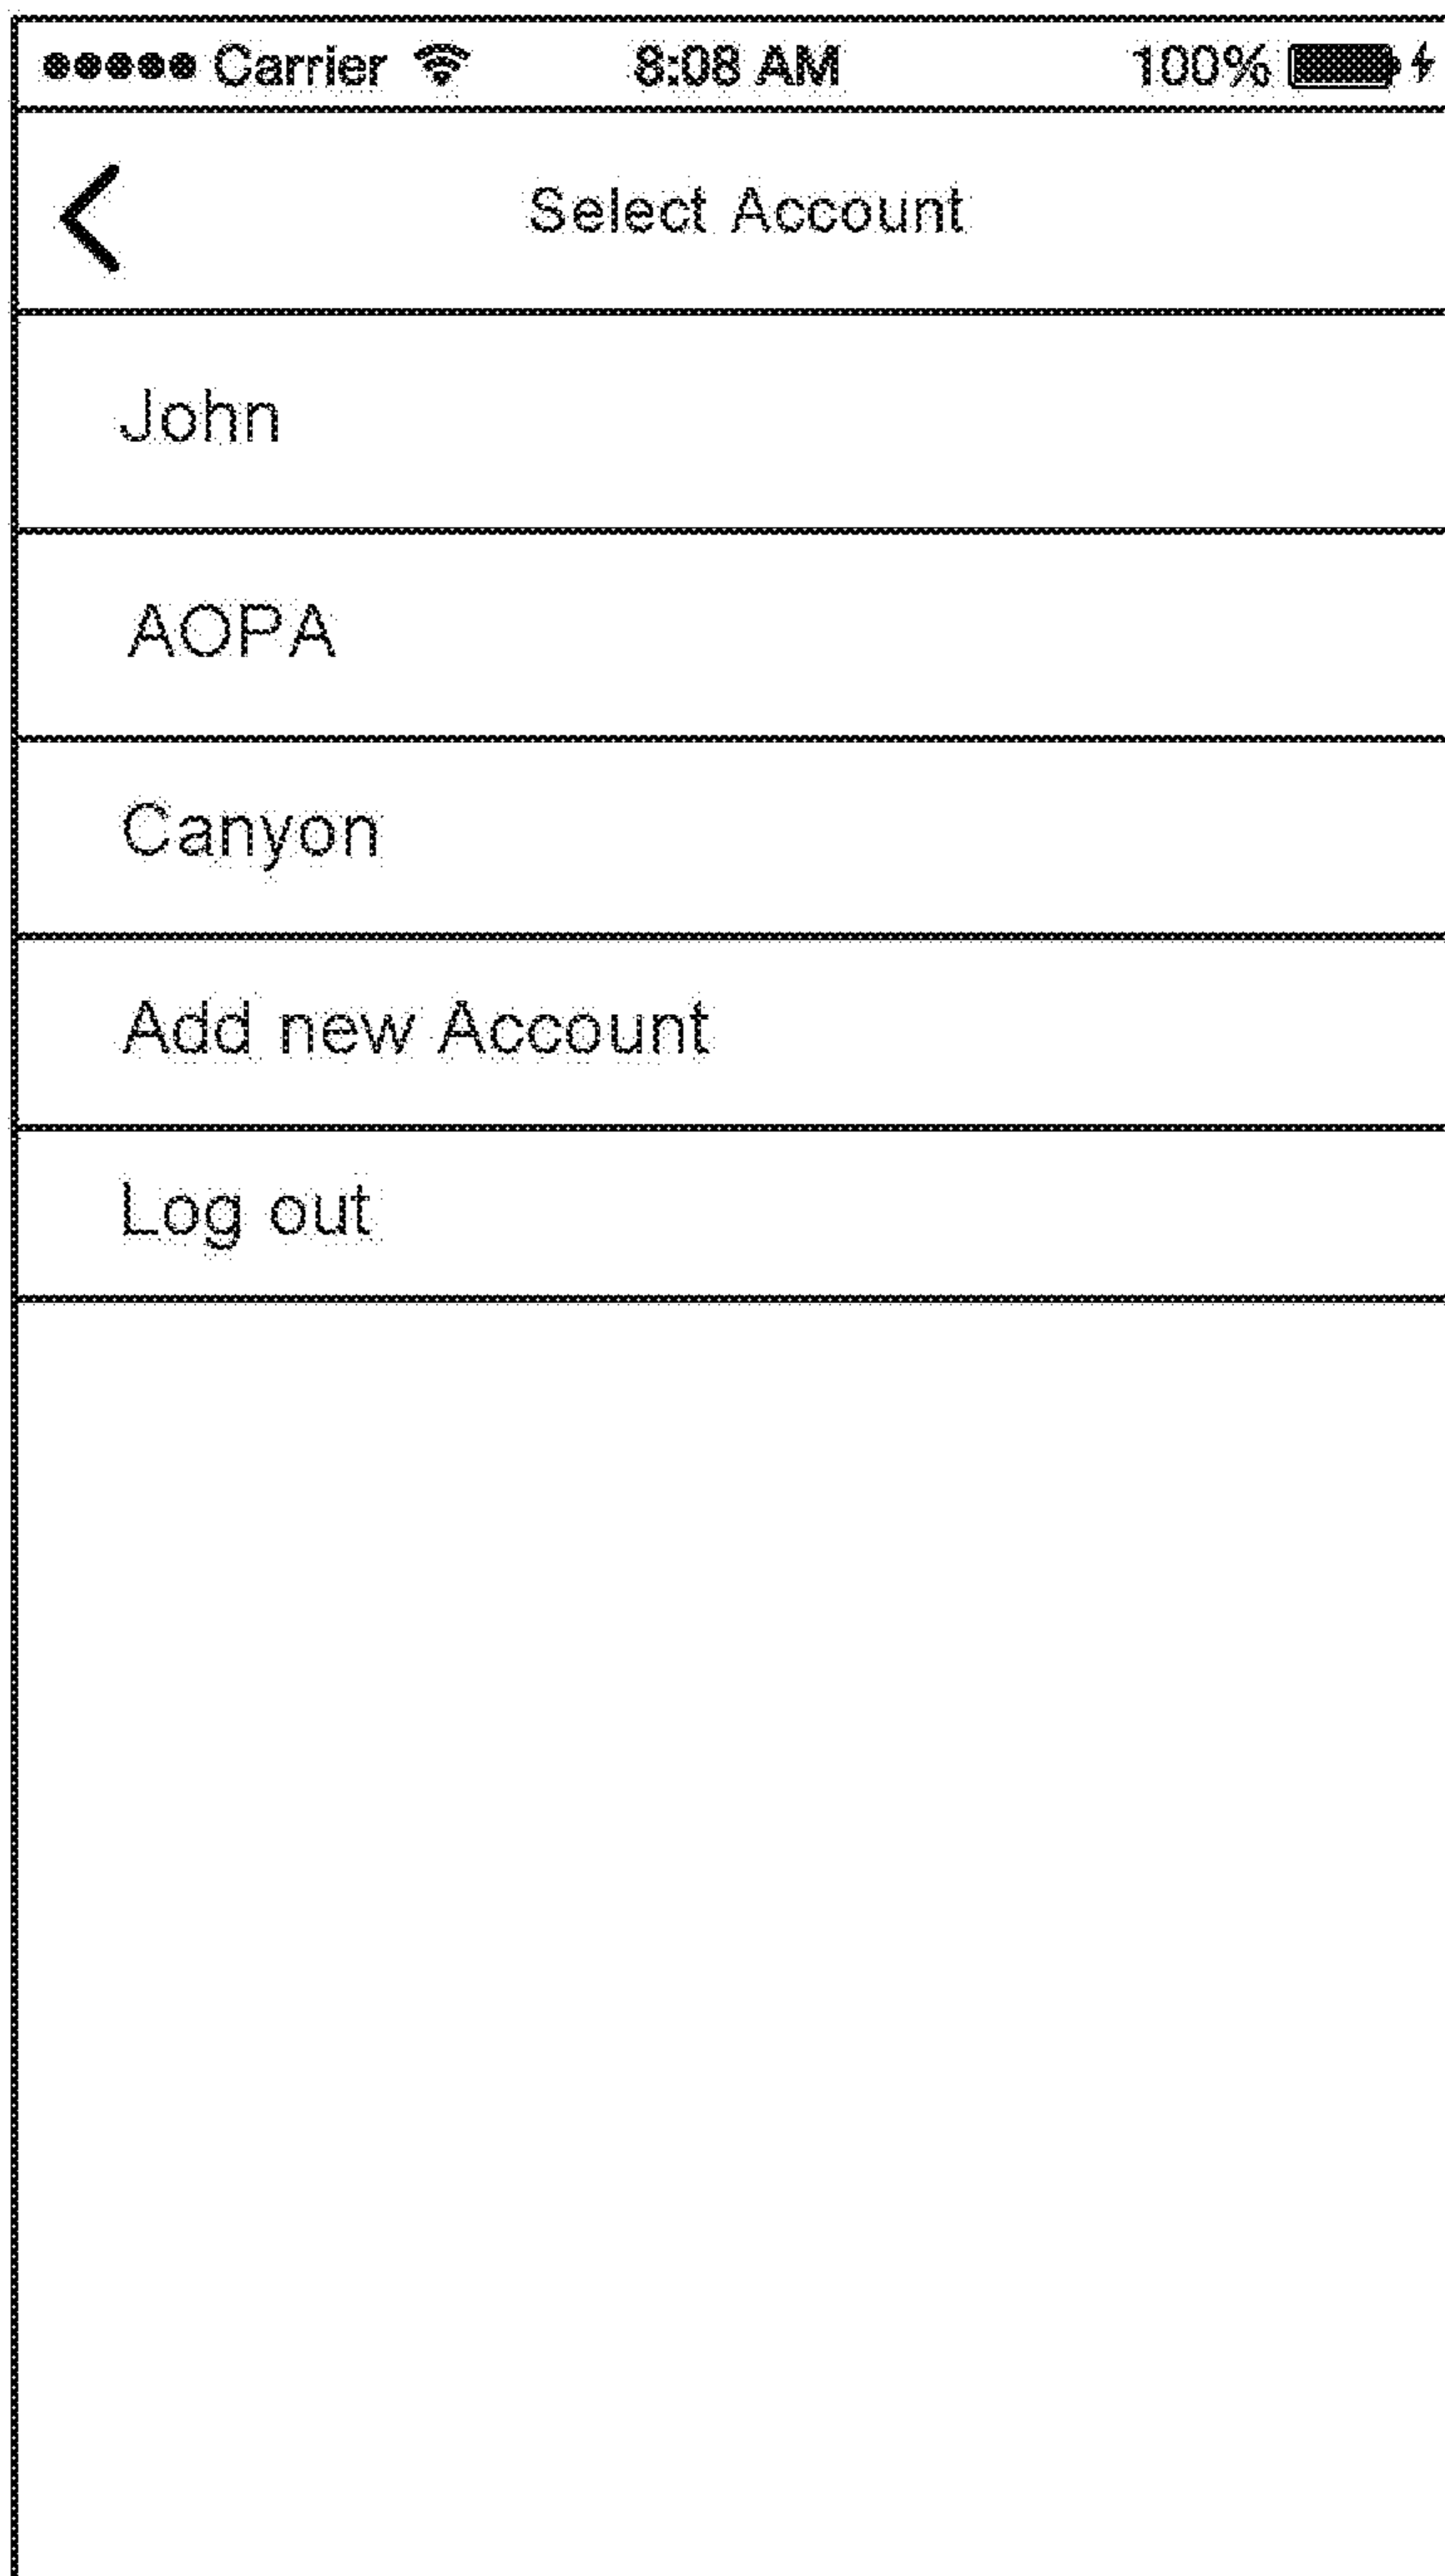 Carrier 8:08 AM 100%
Select Account
John
AOPA
Canyon
Add new Account
Log out